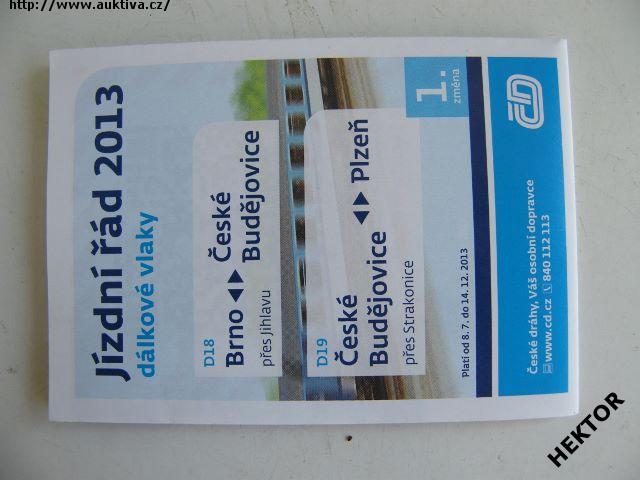 http://www.auktiva.cz/
Jízdní řád 2013
dálkové vlaky
D18
Brno ◄► České
Budějovice
přes Jihlavu
D19
České
Budějovice ◄► Plzeň
přes Strakonice
1.
změna
Platí od 8. 7. do 14. 12. 2013
České dráhy, Váš osobní dopravce
www.cd.cz 840 112 113
ČD
HEKTOR